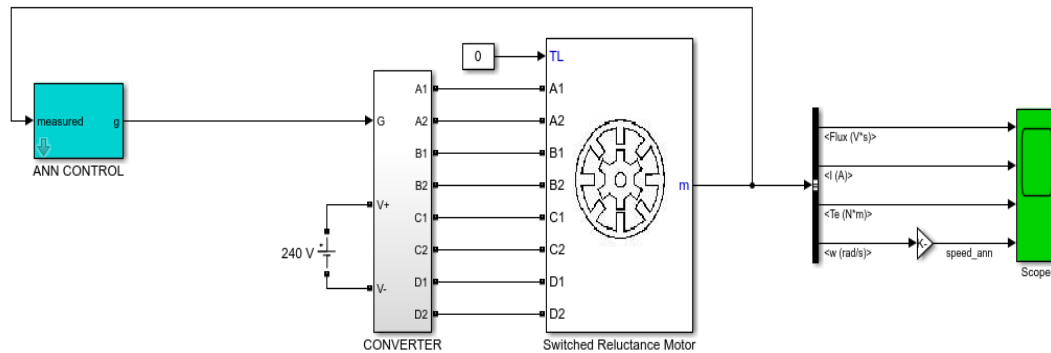 measured
g
ANN CONTROL
G
V+
V-
240 V
+
A1
A2
B1
B2
C1
C2
D1
D2
CONVERTER
0
TL
A1
A2
B1
B2
C1
C2
D1
D2
m
Switched Reluctance Motor
<Flux (V*s)>
<I (A)>
<Te (N*m)>
<w (rad/s)>
-K-
speed_ann
Scope